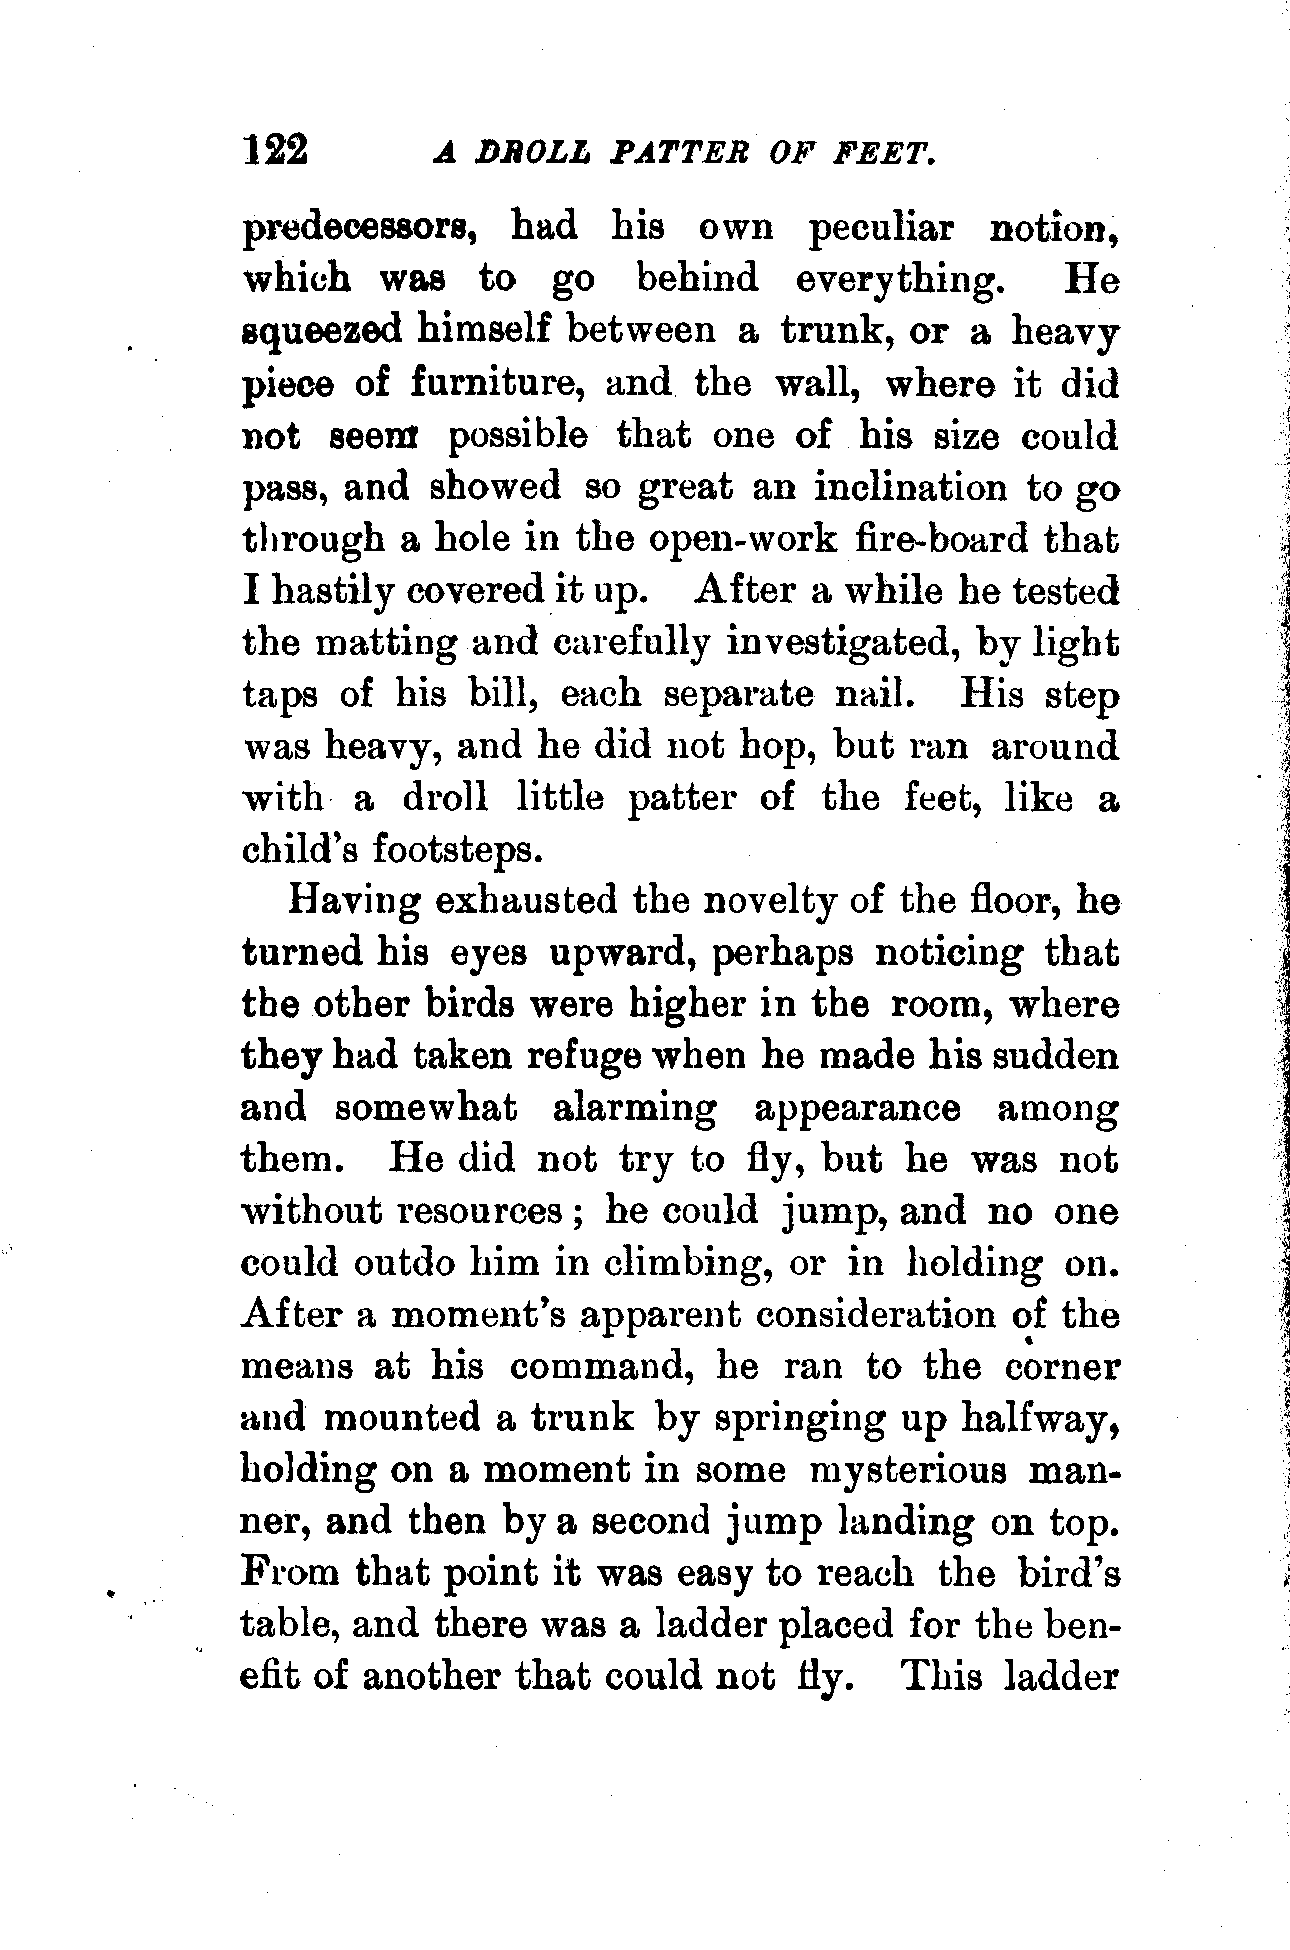 122 A DROLL PATTER OF FEET.
predecessors, had his own peculiar notion,
which was to go behind everything. He
squeezed himself between a trunk, or a heavy
piece of furniture, and the wall, where it did
not seem possible that one of his size could
pass, and showed so great an inclination to go
through a hole in the open-work fire-board that
I hastily covered it up. After a while he tested
the matting and carefully investigated, by light
taps of his bill, each separate nail. His step
was heavy, and he did not hop, but ran around
with a droll little patter of the feet, like a
child's footsteps.
Having exhausted the novelty of the floor, he
turned his eyes upward, perhaps noticing that
the other birds were higher in the room, where
they had taken refuge when he made his sudden
and somewhat alarming appearance among
them. He did not try to fly, but he was not
without resources; he could jump, and no one
could outdo him in climbing, or in holding on.
After a moment's apparent consideration of the
means at his command, he ran to the corner
and mounted a trunk by springing up halfway,
holding on a moment in some mysterious man-
ner, and then by a second jump landing on top.
From that point it was easy to reach the bird's
table, and there was a ladder placed for the ben-
efit of another that could not fly. This ladder